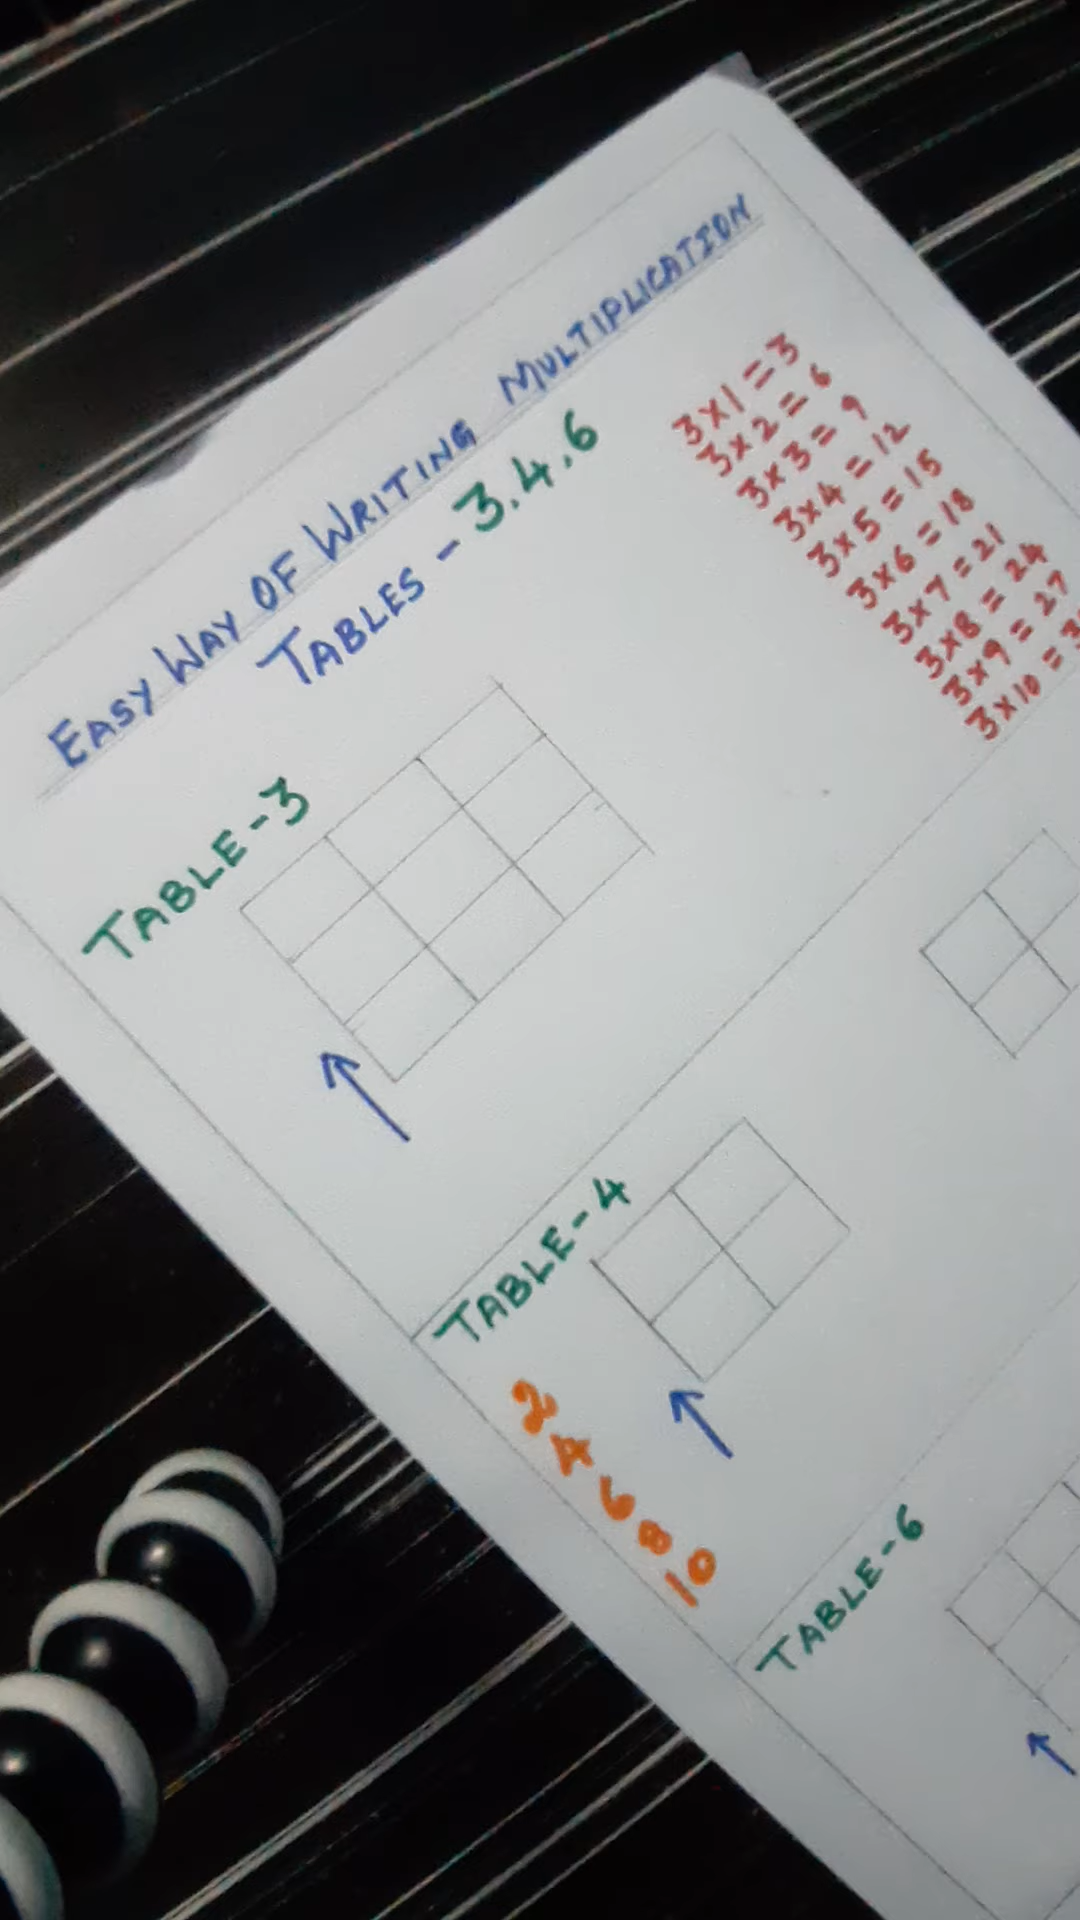 EASY WAY OF WRITING MULTIPLICATION
TABLES - 3.4.6
3x1=3
3x2=6
3x3=9
3x4=12
3x5=15
3x6=18
3x7=21
3x8=24
3x9=27
3x10=3
TABLE-3
TABLE-4
2
4
6
8
10
TABLE-6